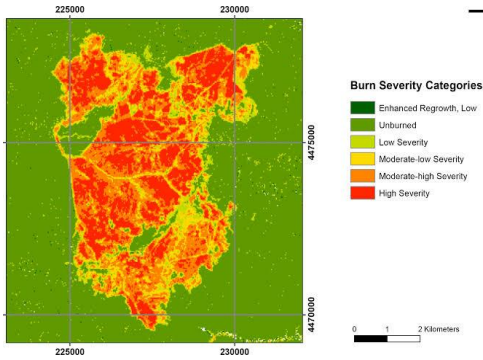 225000
230000
4475000
4470000
225000
230000
Burn Severity Categories
Enhanced Regrowth, Low
Unburned
Low Severity
Moderate-low Severity
Moderate-high Severity
High Severity
0 1 2 Kilometers